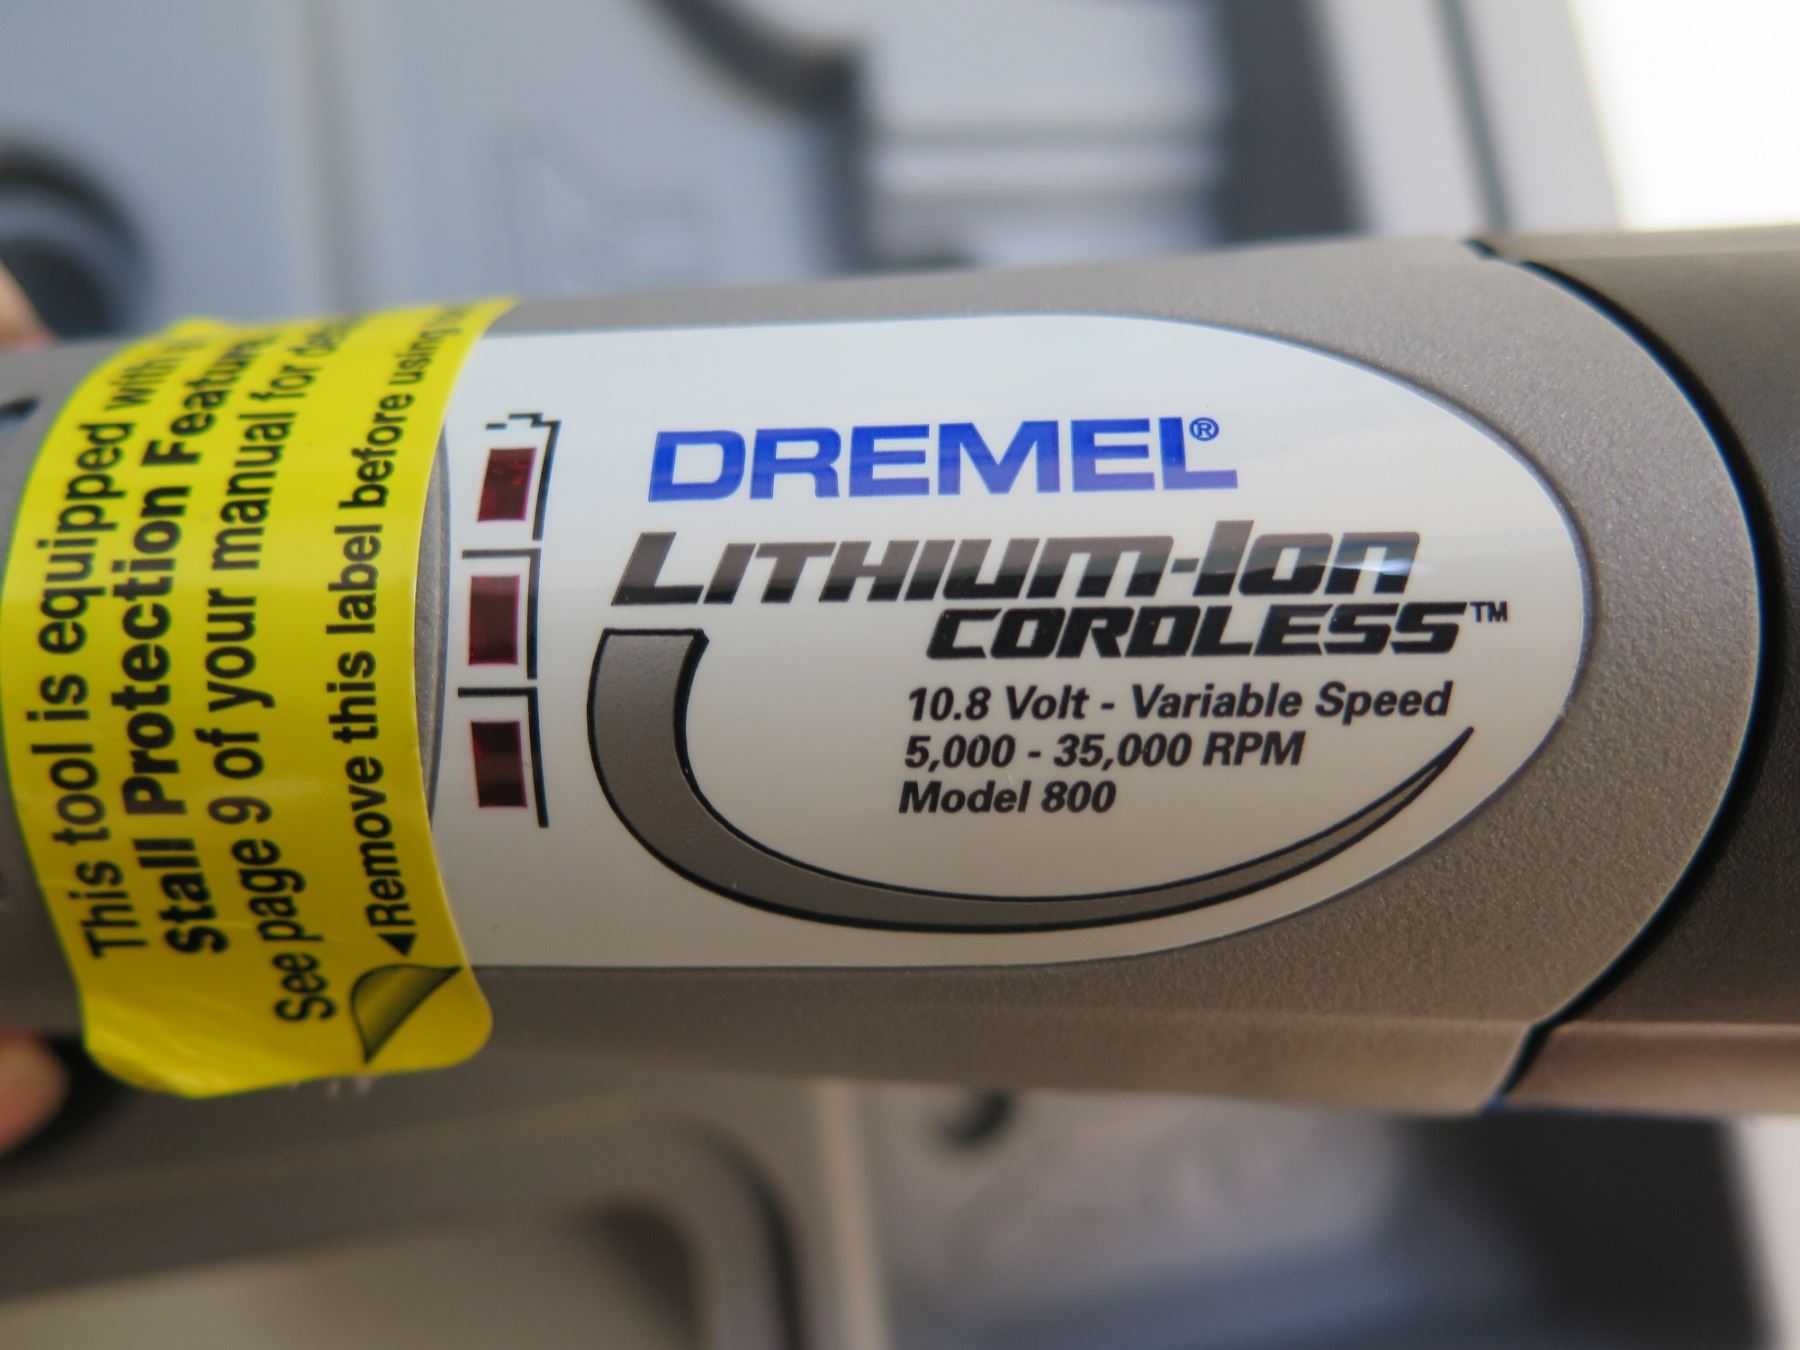 This tool is equipped with
Stall Protection Feature
See page 9 of your manual for
◄Remove this label before using
DREMEL®
LITHIUM-ION
CORDLESS™
10.8 Volt - Variable Speed
5,000 - 35,000 RPM
Model 800